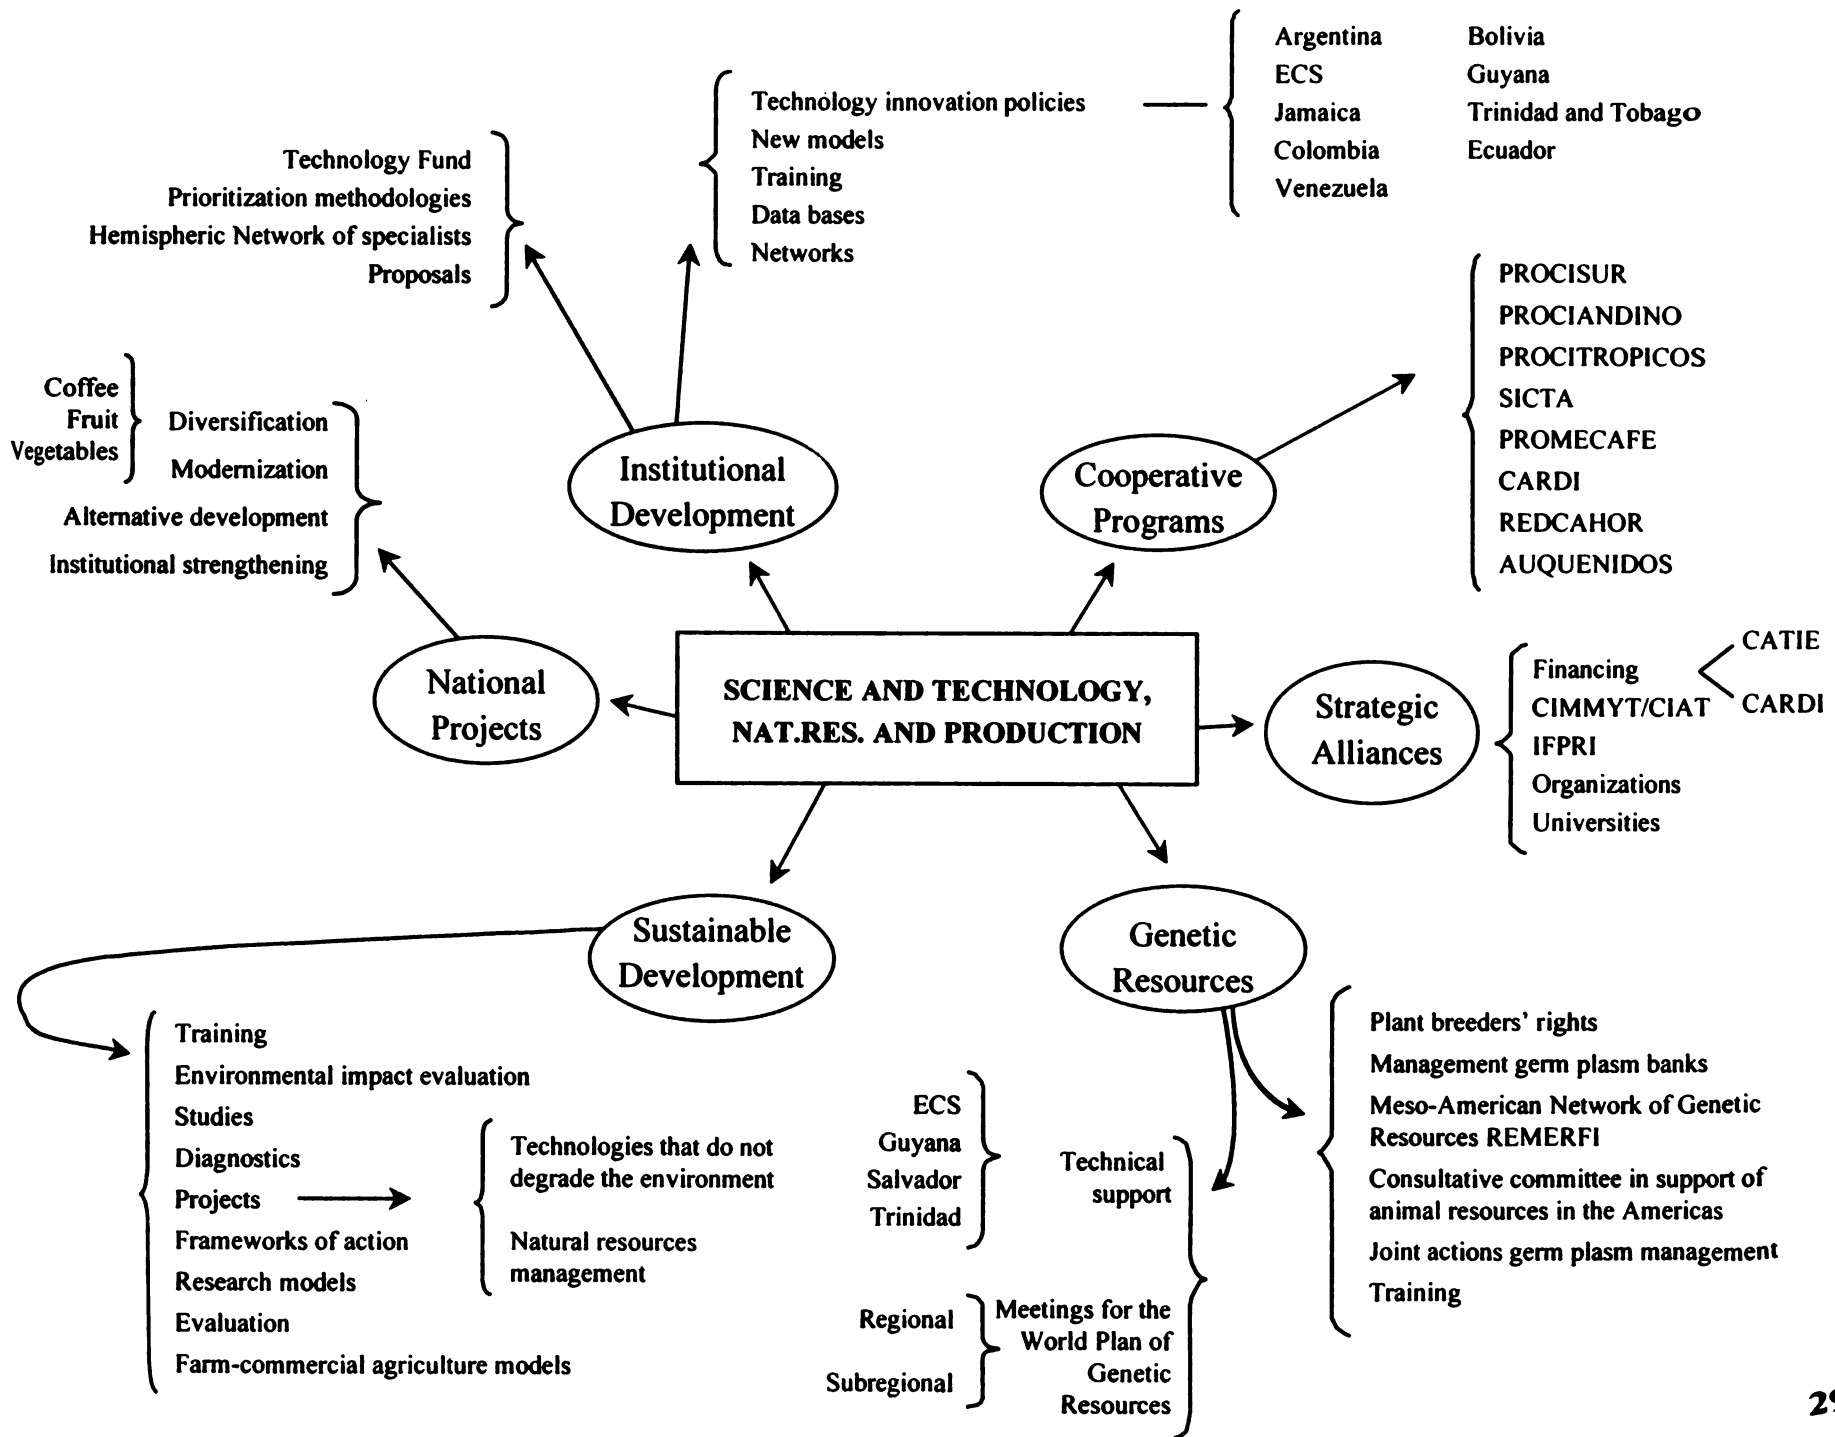 Argentina
Bolivia
ECS
Guyana
Jamaica
Trinidad and Tobago
Colombia
Ecuador
Venezuela
Technology innovation policies
New models
Training
Data bases
Networks
Technology Fund
Prioritization methodologies
Hemispheric Network of specialists
Proposals
PROCISUR
PROCIANDINO
PROCITROPICOS
SICTA
PROMECAFE
CARDI
REDCAHOR
AUQUENIDOS
Coffee
Fruit
Vegetables
Diversification
Modernization
Alternative development
Institutional strengthening
Institutional
Development
Cooperative
Programs
National
Projects
SCIENCE AND TECHNOLOGY,
NAT.RES. AND PRODUCTION
Strategic
Alliances
Financing
CATIE
CARDI
CIMMYT/CIAT
IFPRI
Organizations
Universities
Sustainable
Development
Genetic
Resources
Training
Environmental impact evaluation
Studies
Diagnostics
Projects
Frameworks of action
Research models
Evaluation
Farm-commercial agriculture models
Technologies that do not
degrade the environment
Natural resources
management
ECS
Guyana
Salvador
Trinidad
Technical
support
Regional
Subregional
Meetings for the
World Plan of
Genetic
Resources
Plant breeders' rights
Management germ plasm banks
Meso-American Network of Genetic
Resources REMERFI
Consultative committee in support of
animal resources in the Americas
Joint actions germ plasm management
Training